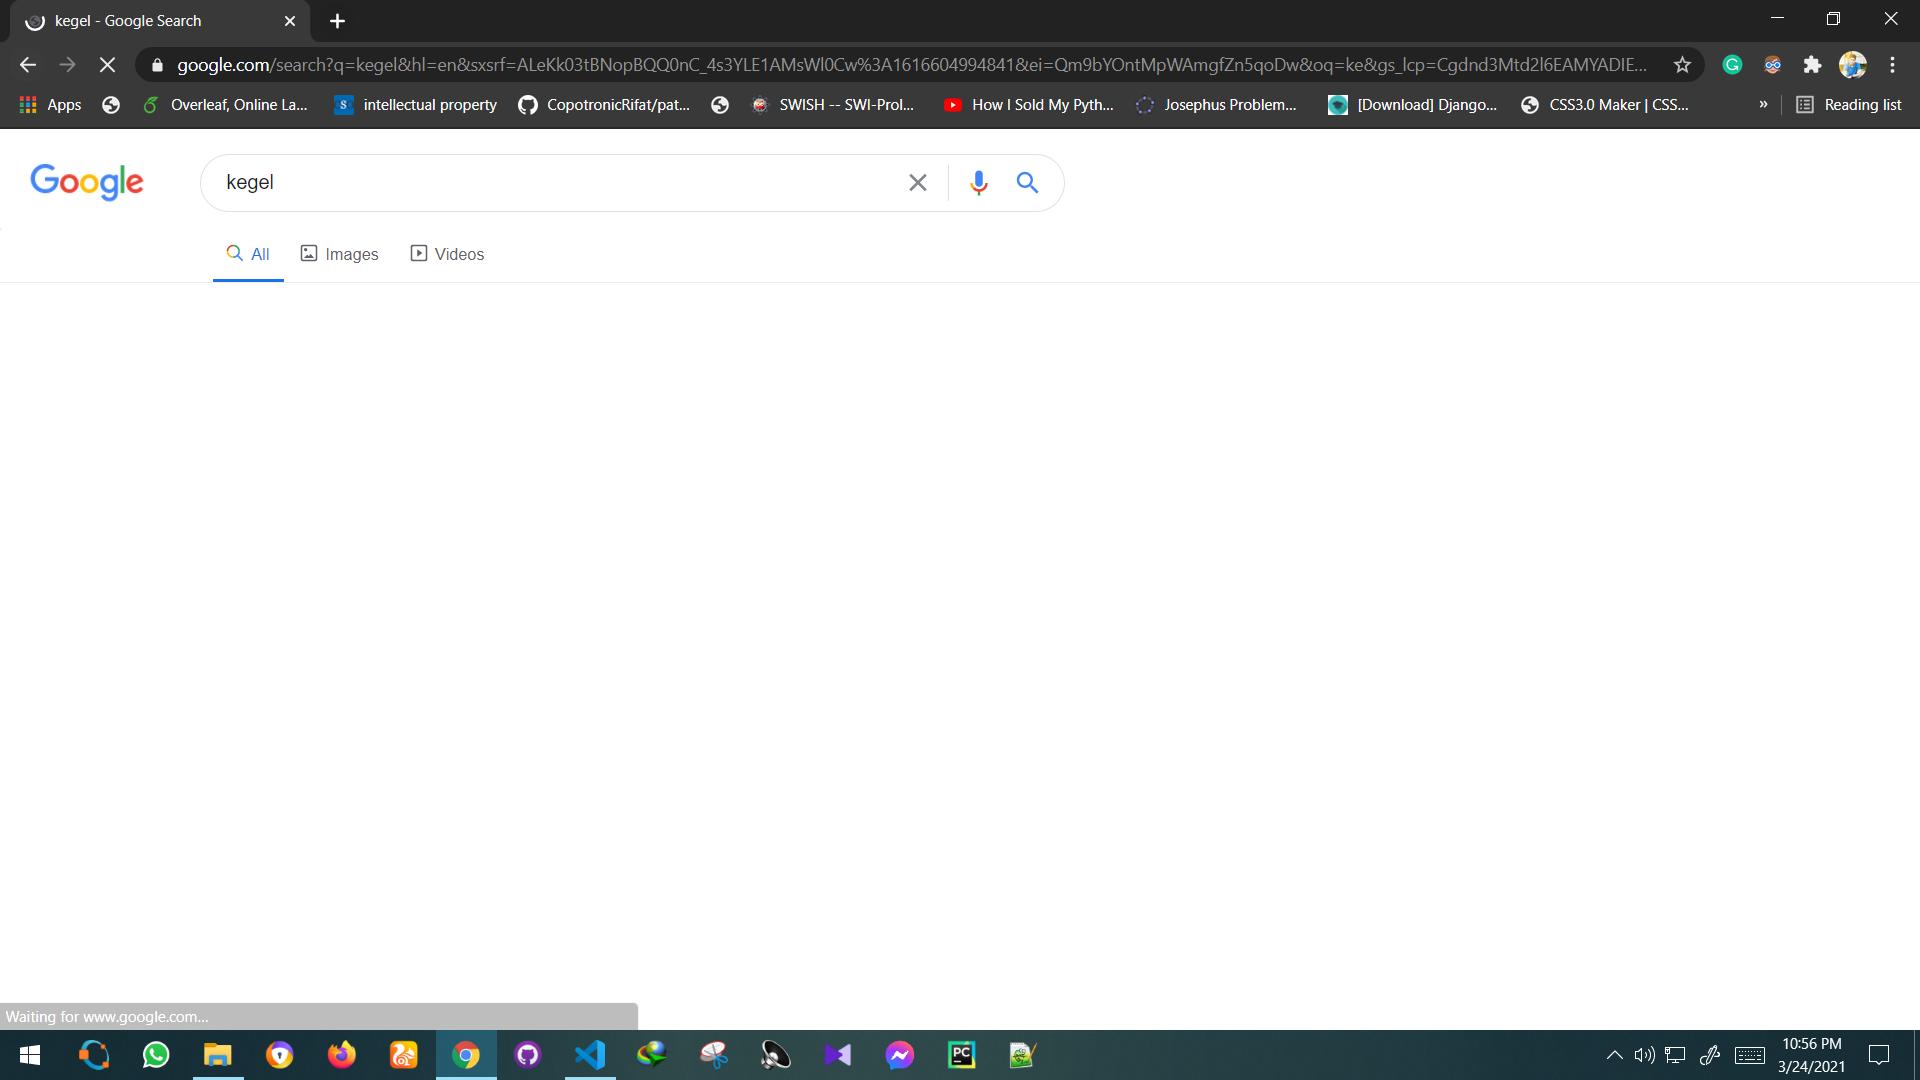 kegel - Google Search
google.com/search?q=kegel&hl=en&sxsrf=ALeKk03tBNopBQQ0nC_4s3YLE1AMsWl0Cw%3A1616604994841&ei=Qm9bYOntMpWAmgfZn5qoDw&oq=ke&gs_lcp=Cgdnd3Mtd2l6EAMYADIE...
Apps Overleaf, Online La... S intellectual property CopotronicRifat/pat... SWISH -- SWI-Prol... How I Sold My Pyth... Josephus Problem... [Download] Django... CSS3.0 Maker | CSS... » Reading list
Google kegel
All Images Videos
Waiting for www.google.com...
PC
10:56 PM
3/24/2021